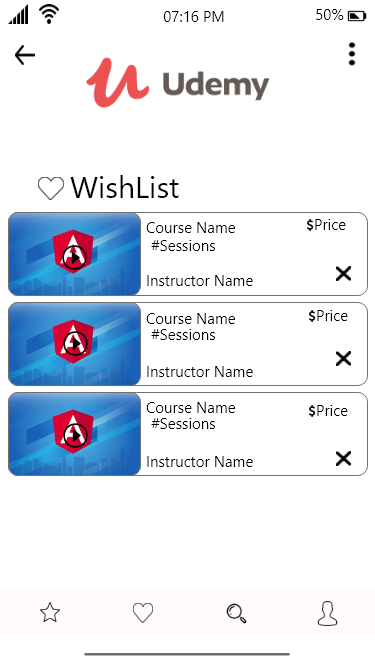 07:16 PM
50%
Udemy
WishList
Course Name
$Price
#Sessions
Instructor Name
Course Name
$Price
#Sessions
Instructor Name
Course Name
$Price
#Sessions
Instructor Name